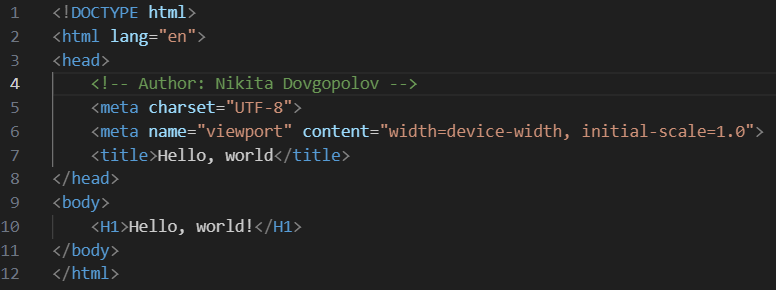 1 <!DOCTYPE html>
2 <html lang="en">
3 <head>
4 <!-- Author: Nikita Dovgopolov -->
5 <meta charset="UTF-8">
6 <meta name="viewport" content="width=device-width, initial-scale=1.0">
7 <title>Hello, world</title>
8 </head>
9 <body>
10 <H1>Hello, world!</H1>
11 </body>
12 </html>